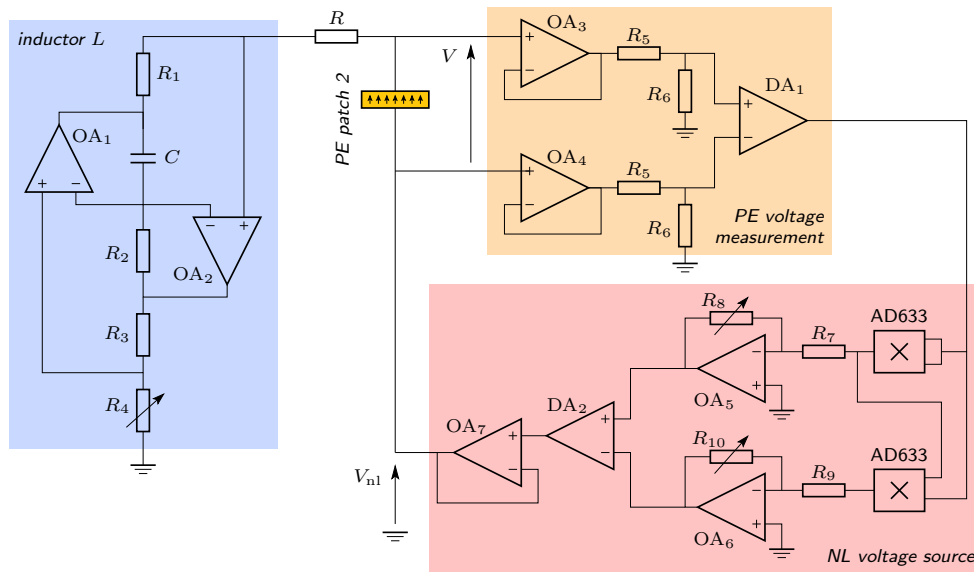 inductor L
R
R₁
OA₁
+
−
C
−
+
R₂
OA₂
R₃
R₄
PE patch 2
V
OA₃
+
−
R₅
R₆
DA₁
+
−
OA₄
+
−
R₅
R₆
PE voltage
measurement
R₈
R₇
AD633
×
−
+
OA₅
DA₂
+
−
OA₇
+
−
R₁₀
R₉
AD633
×
−
+
OA₆
Vₙₗ
NL voltage source